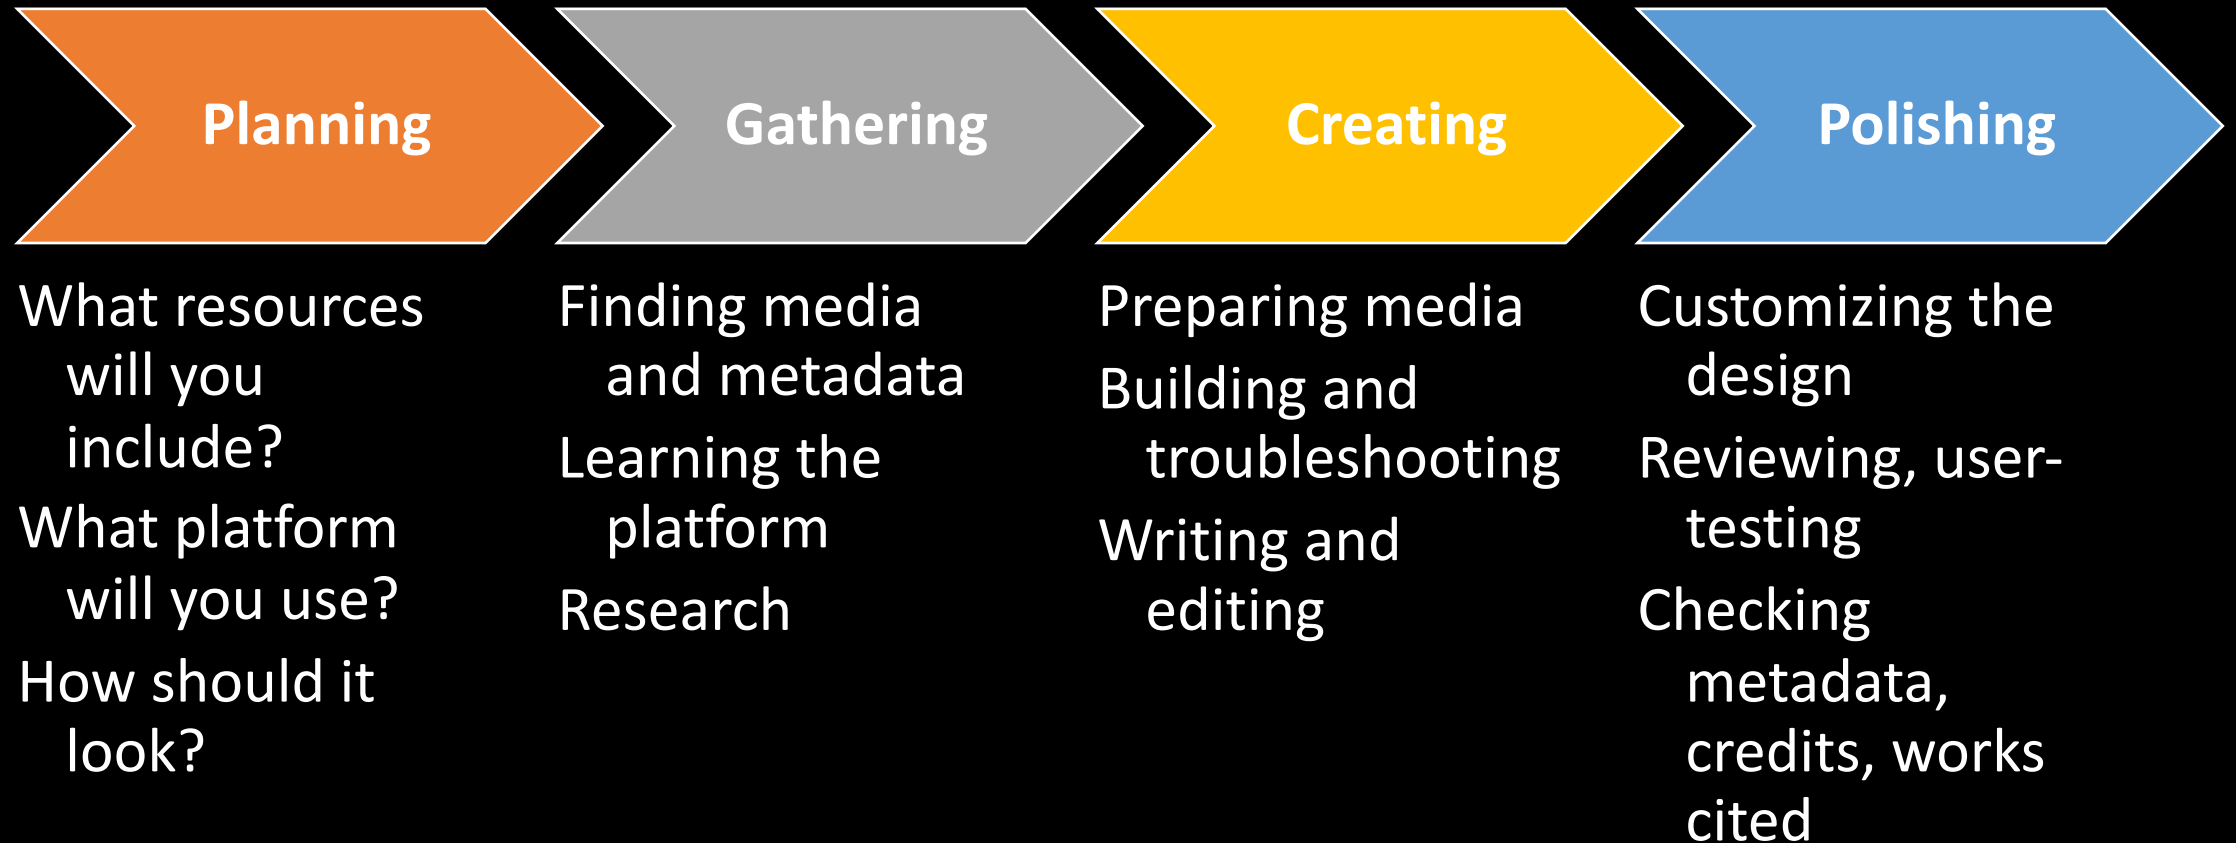 Planning
What resources
will you
include?
What platform
will you use?
How should it
look?
Gathering
Finding media
and metadata
Learning the
platform
Research
Creating
Preparing media
Building and
troubleshooting
Writing and
editing
Polishing
Customizing the
design
Reviewing, user-
testing
Checking
metadata,
credits, works
cited